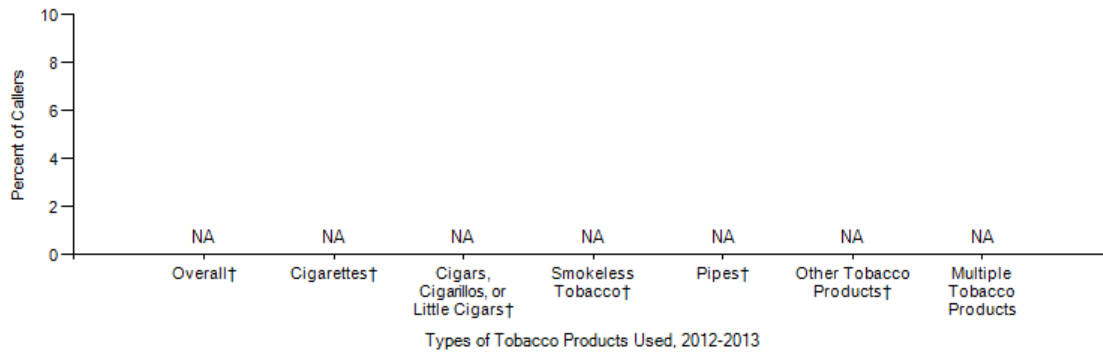 10
8
6
4
2
0
Percent of Callers
NA NA NA NA NA NA NA
Overall†
Cigarettes†
Cigars,
Cigarillos, or
Little Cigars†
Smokeless
Tobacco†
Pipes†
Other Tobacco
Products†
Multiple
Tobacco
Products
Types of Tobacco Products Used, 2012-2013